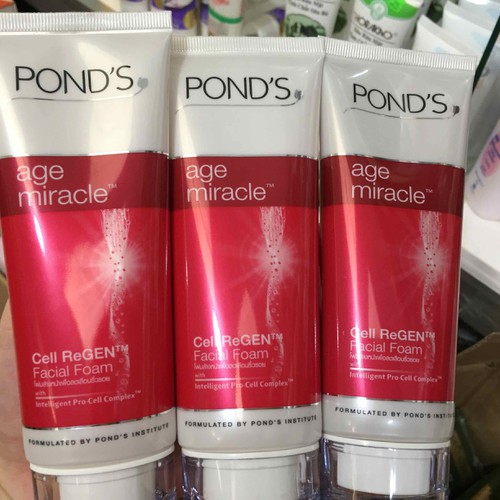 POND'S
age
miracle™
Cell ReGEN™
Facial Foam
with
Intelligent Pro-Cell Complex™
FORMULATED BY POND'S INSTITUTE
POND'S
age
miracle™
Cell ReGEN™
Facial Foam
with
Intelligent Pro-Cell Complex™
FORMULATED BY POND'S INSTITUTE
POND'S
age
miracle™
Cell ReGEN™
Facial Foam
with
Intelligent Pro-Cell Complex™
FORMULATED BY POND'S INSTITUTE